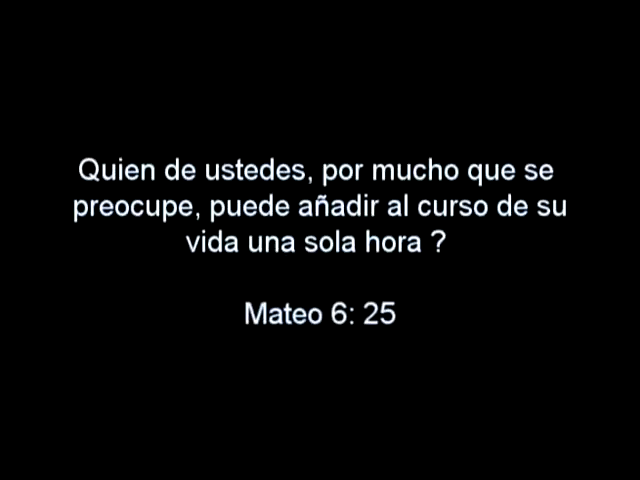 Quien de ustedes, por mucho que se
preocupe, puede añadir al curso de su
vida una sola hora ?
Mateo 6: 25